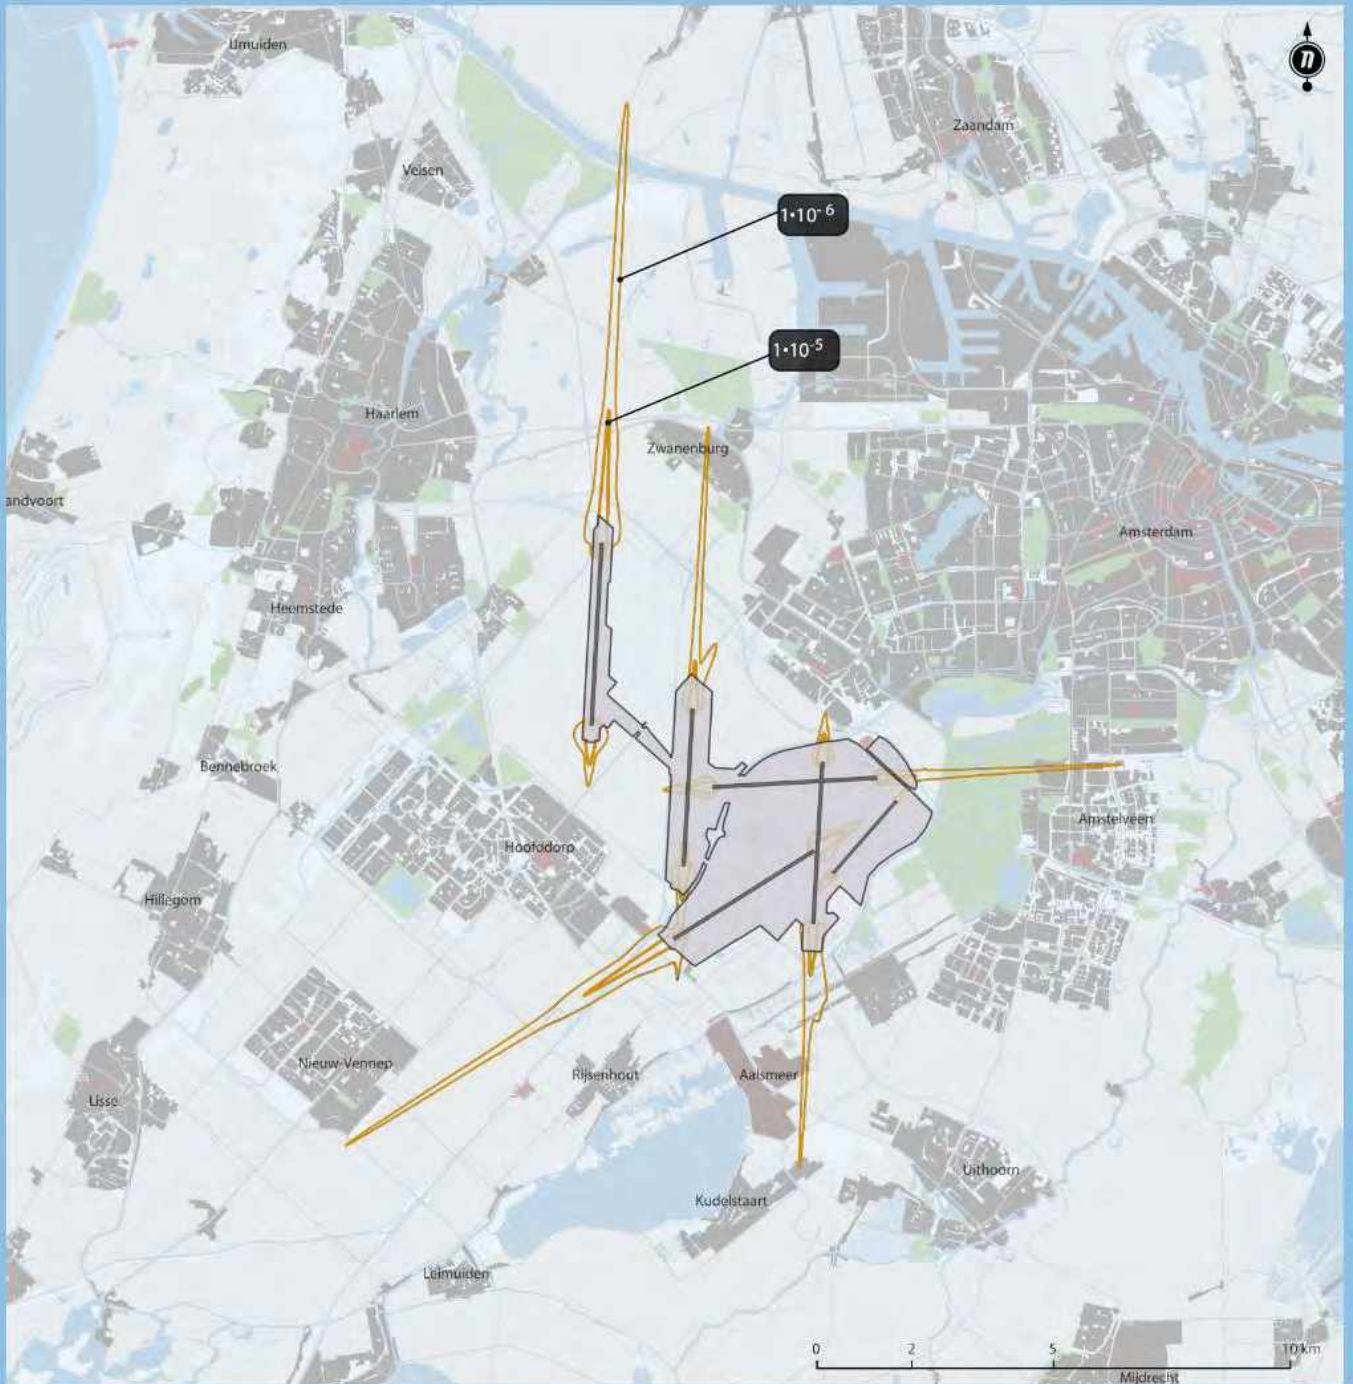 IJmuiden
n
Zaandam
Velsen
1·10⁻⁶
1·10⁻⁵
Haarlem
Zwanenburg
andvoort
Amsterdam
Heemstede
Bennebroek
Amstelveen
Hoofddorp
Hillegom
Nieuw-Vennep
Rijsenhout
Aalsmeer
Lisse
Uithoorn
Kudelstaart
Leimuiden
0 2 5 10 km
Mijdrecht